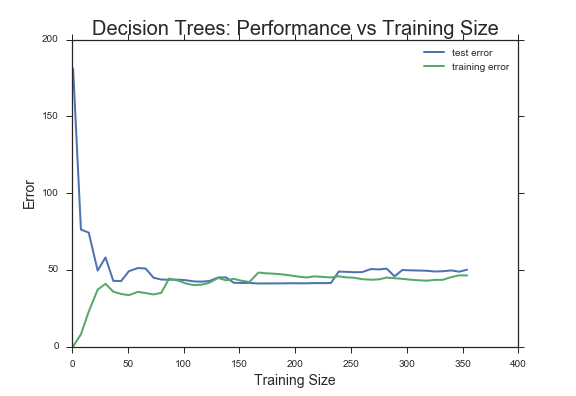 Decision Trees: Performance vs Training Size
200
150
100
50
0
Error
test error
training error
0 50 100 150 200 250 300 350 400
Training Size